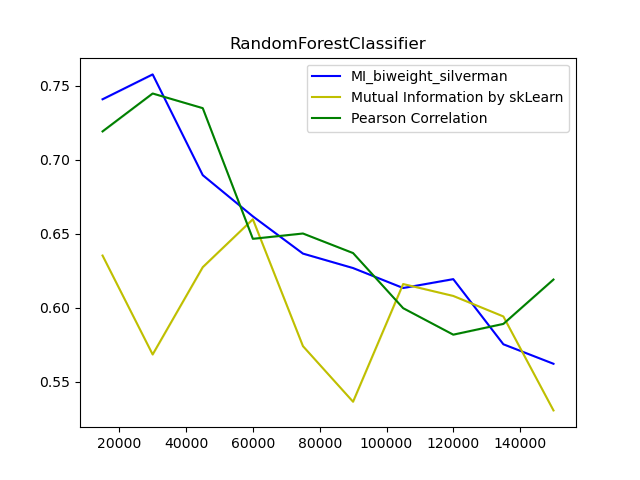 RandomForestClassifier
MI_biweight_silverman
Mutual Information by skLearn
Pearson Correlation
0.75
0.70
0.65
0.60
0.55
20000 40000 60000 80000 100000 120000 140000